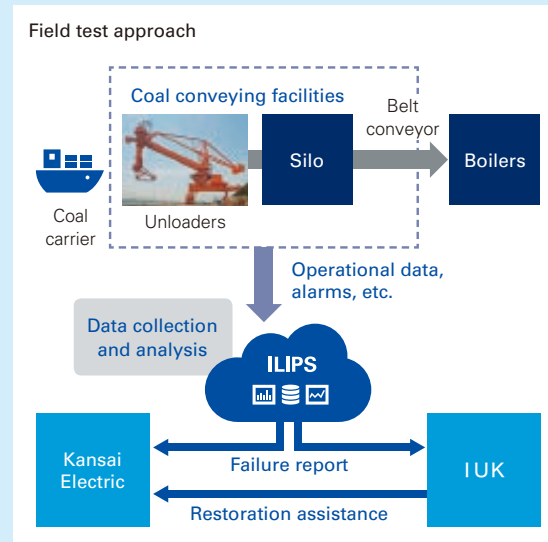 Field test approach
Coal conveying facilities
Belt
conveyor
Silo
Boilers
Coal
carrier
Unloaders
Operational data,
alarms, etc.
Data collection
and analysis
ILIPS
Kansai
Electric
Failure report
IUK
Restoration assistance